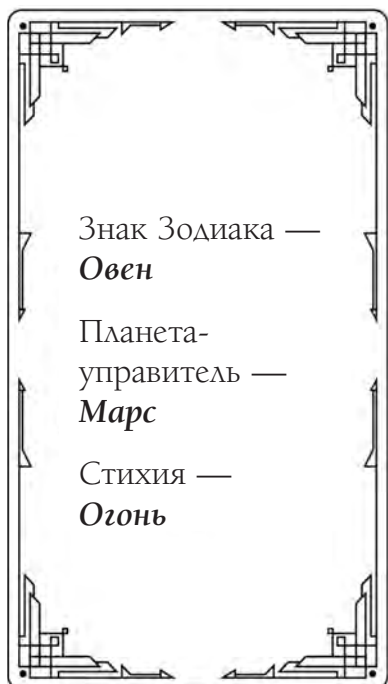 Знак Зодиака —
Овен
Планета-
управитель —
Марс
Стихия —
Огонь